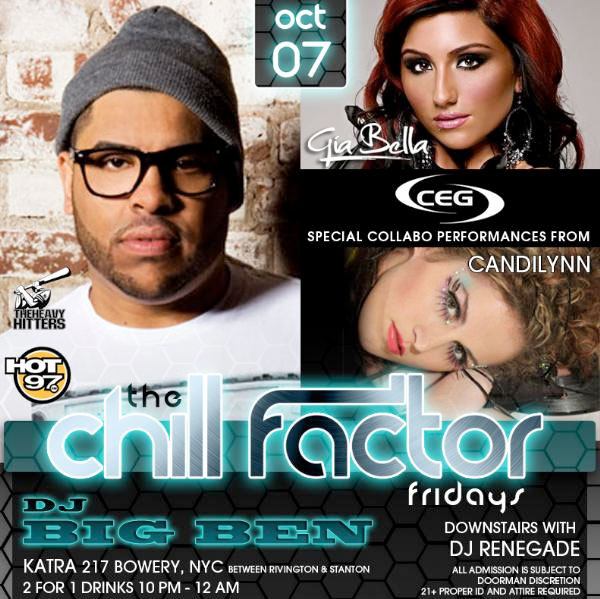 oct
07
Gia Bella
CEG
SPECIAL COLLABO PERFORMANCES FROM
CANDILYNN
THEHEAVY
HITTERS
HOT
97
the
chill factor
fridays
DJ
BIG BEN
KATRA 217 BOWERY, NYC BETWEEN RIVINGTON & STANTON
2 FOR 1 DRINKS 10 PM - 12 AM
DOWNSTAIRS WITH
DJ RENEGADE
ALL ADMISSION IS SUBJECT TO
DOORMAN DISCRETION
21+ PROPER ID AND ATTIRE REQUIRED